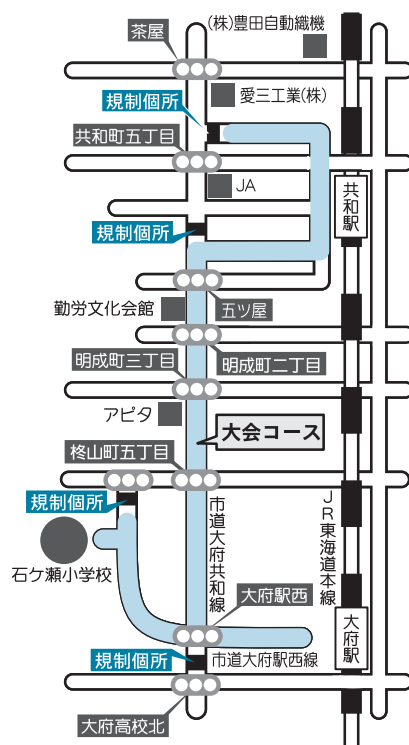 (株)豊田自動織機
茶屋
愛三工業(株)
規制個所
共和町五丁目
JA
共和駅
規制個所
勤労文化会館
五ツ屋
明成町三丁目
明成町二丁目
アピタ
大会コース
柊山町五丁目
規制個所
市道大府共和線
JR東海道本線
石ケ瀬小学校
大府駅西
大府駅
規制個所
市道大府駅西線
大府高校北